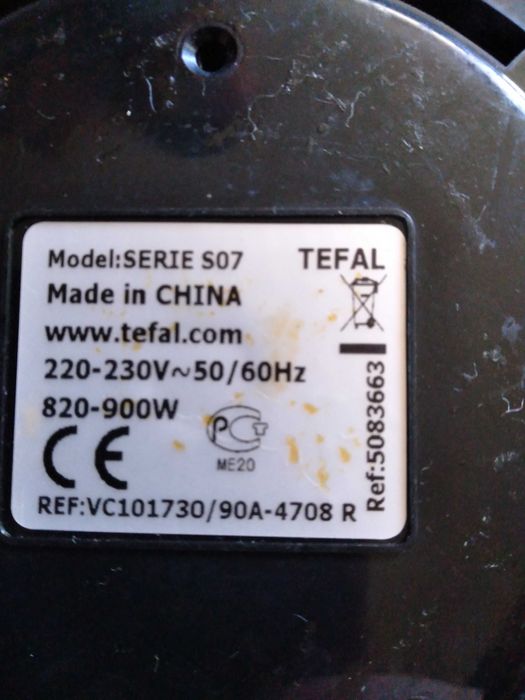 Model:SERIE S07 TEFAL
Made in CHINA
www.tefal.com
220-230V~50/60Hz
820-900W
CE
PCT
ME20
REF:VC101730/90A-4708 R
Ref:5083663